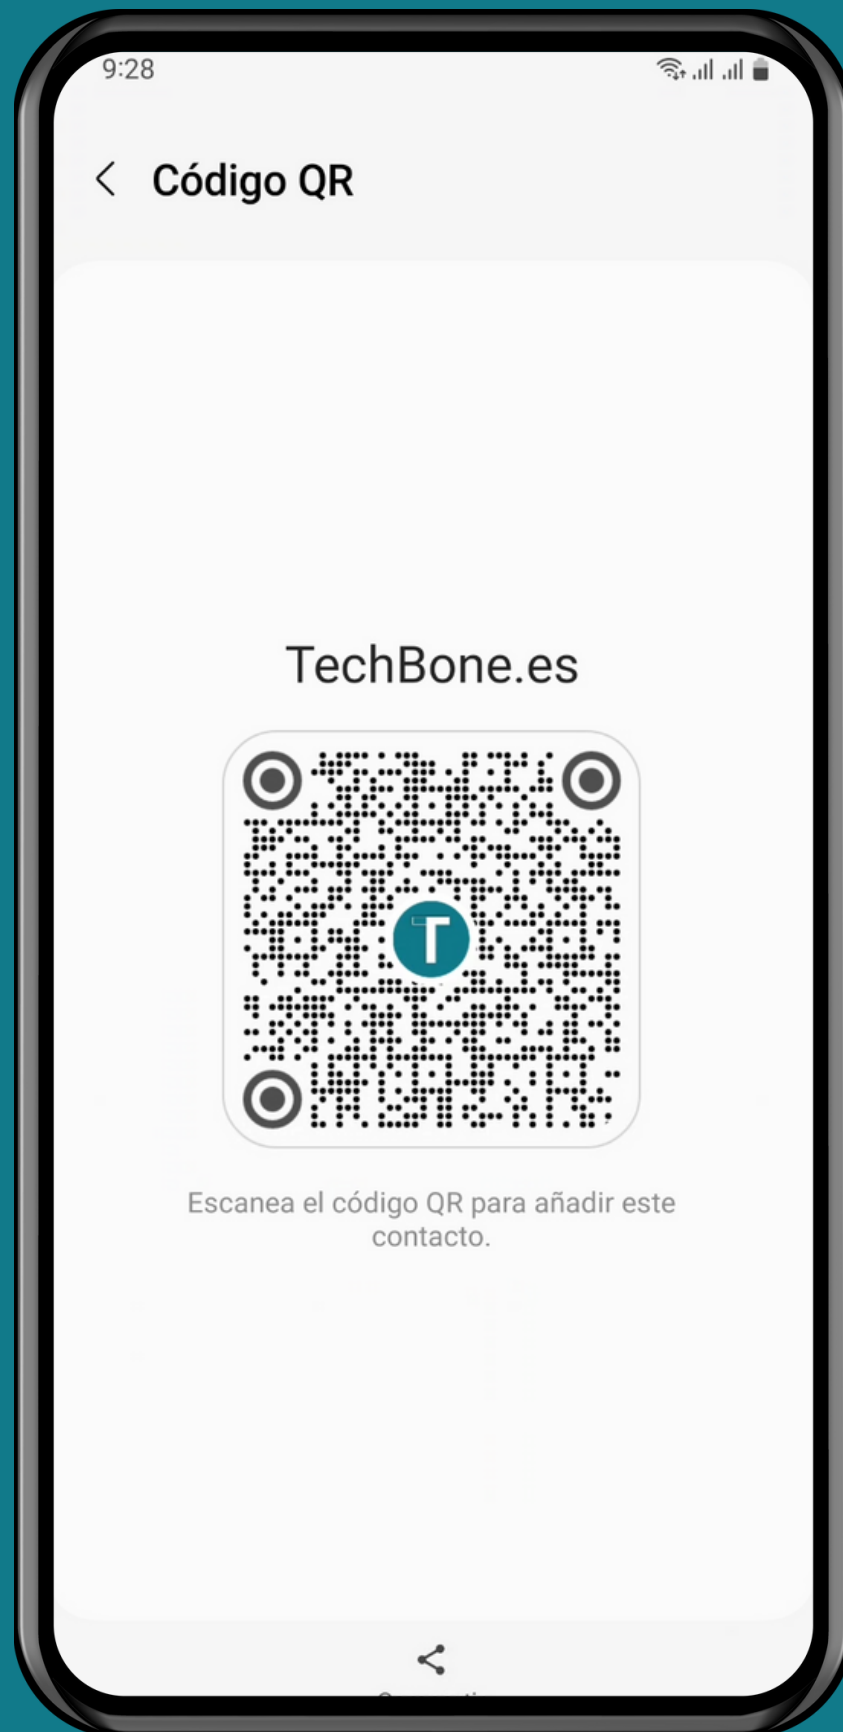 9:28
Código QR
TechBone.es
T
Escanea el código QR para añadir este
contacto.